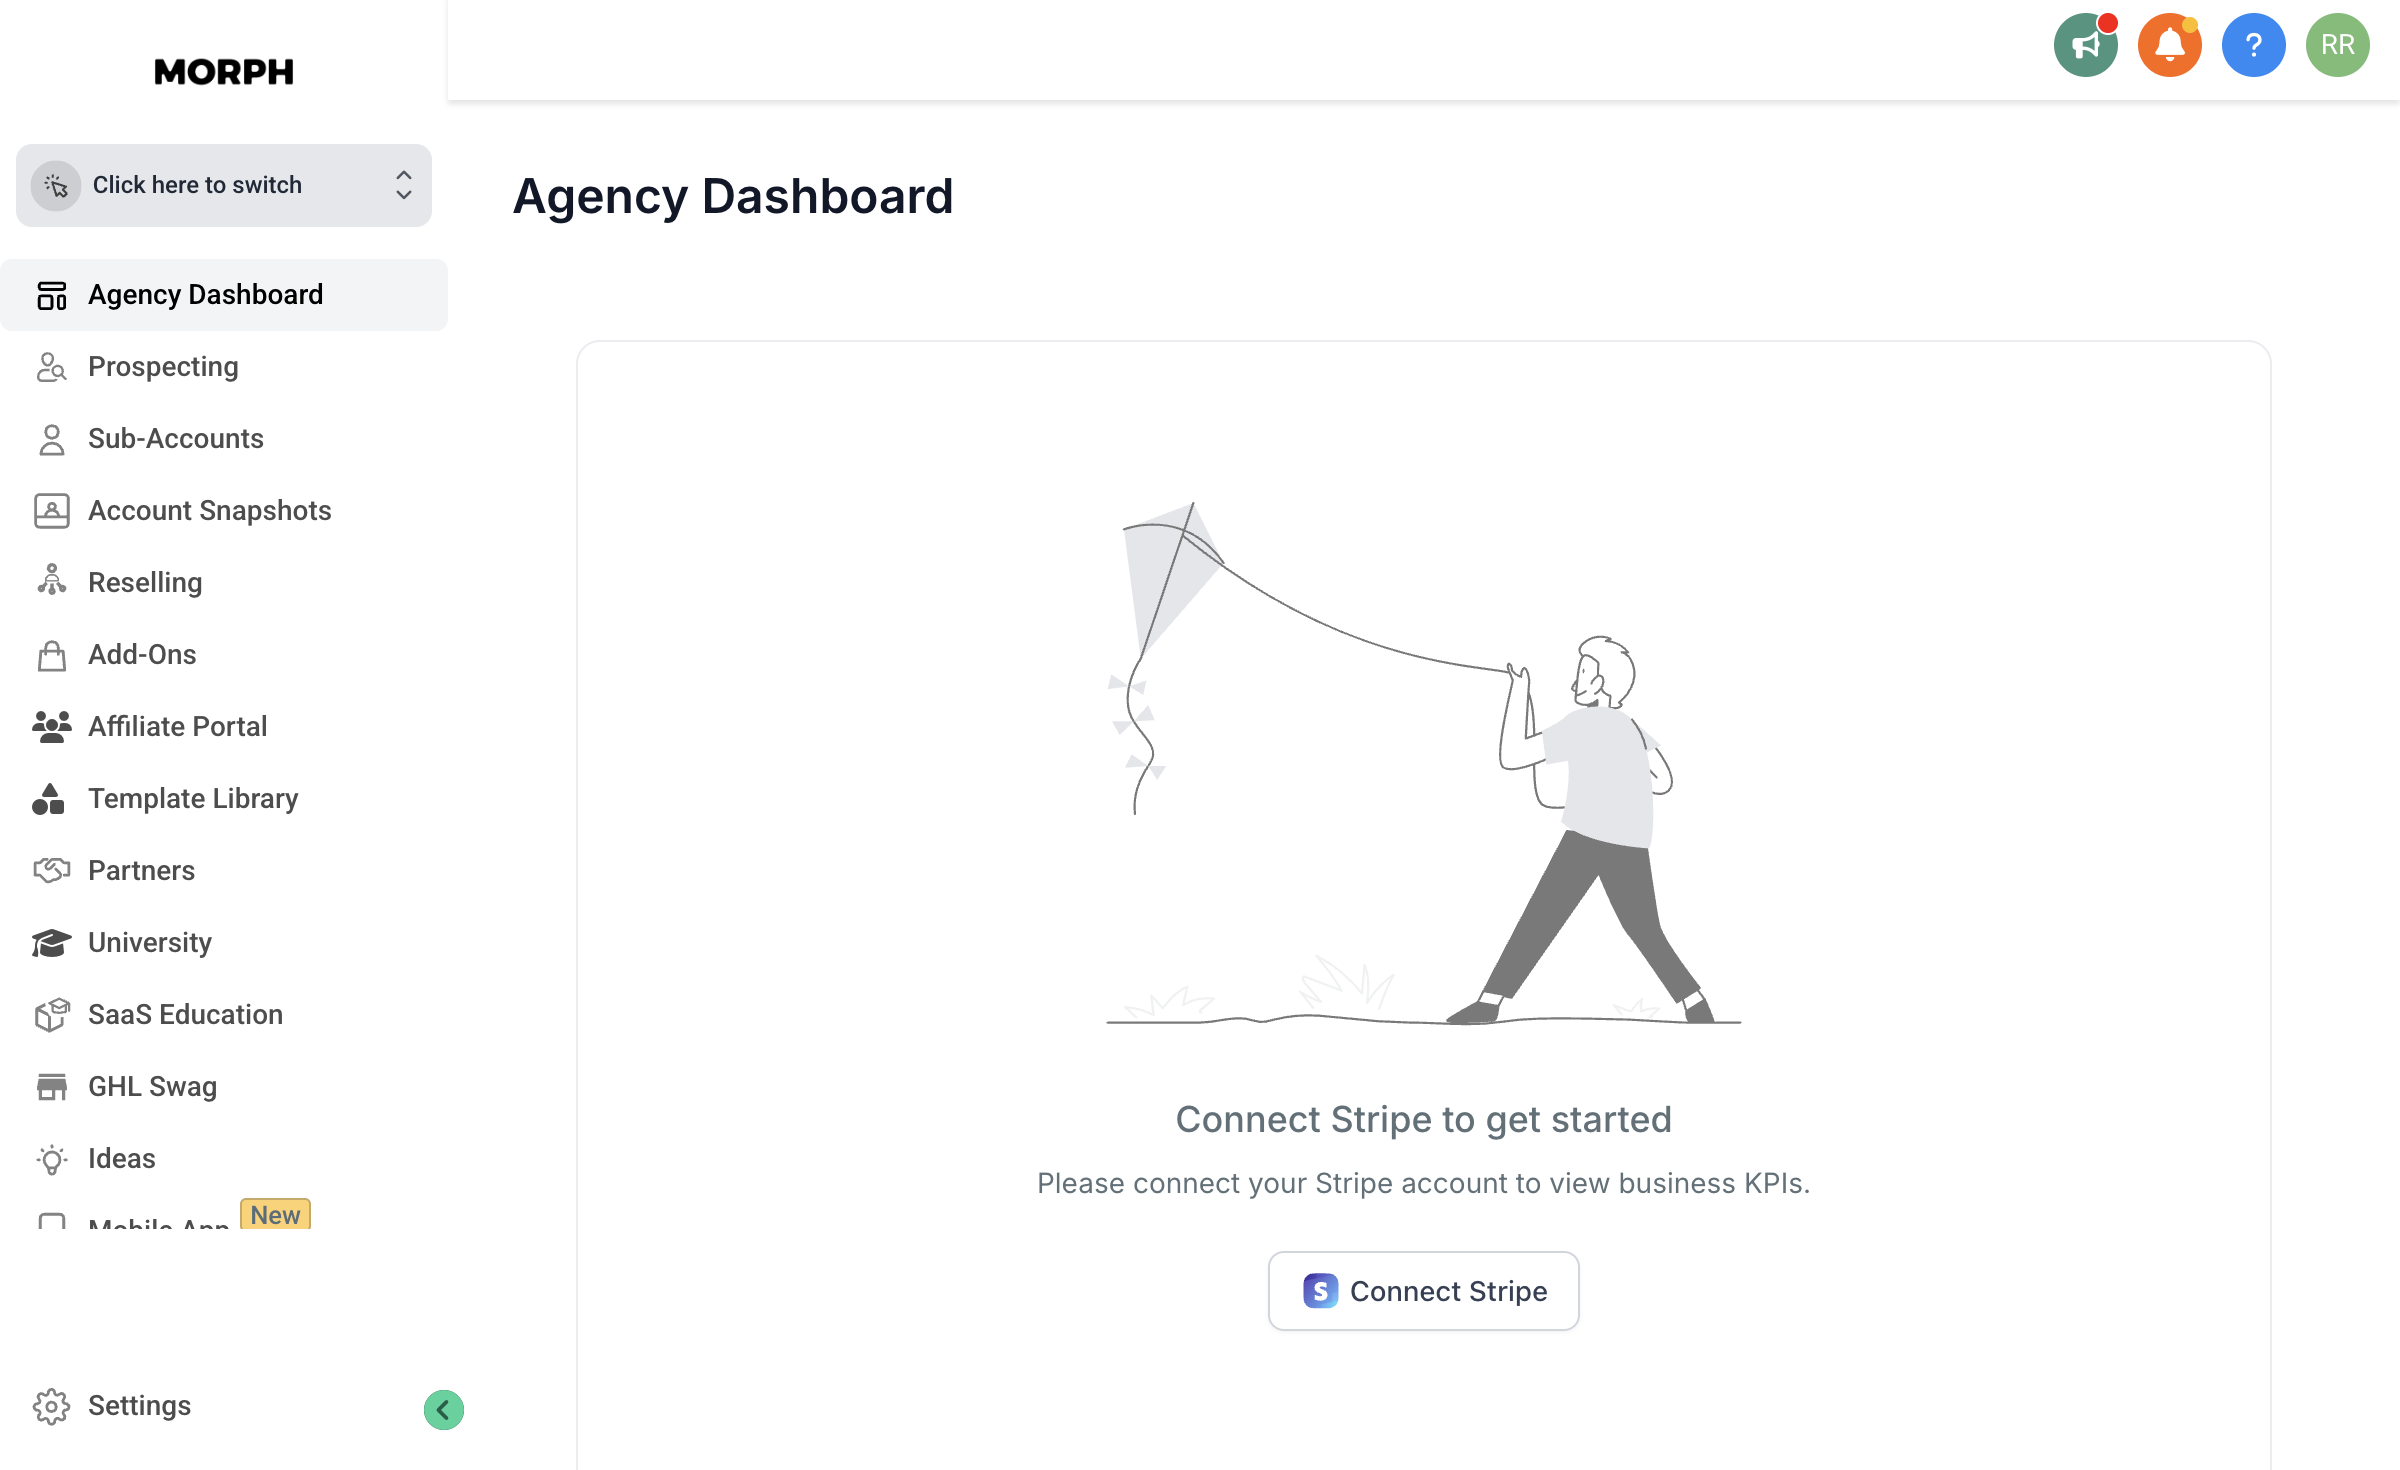 MORPH
Click here to switch
Agency Dashboard
Prospecting
Sub-Accounts
Account Snapshots
Reselling
Add-Ons
Affiliate Portal
Template Library
Partners
University
SaaS Education
GHL Swag
Ideas
Mobile App New
Settings
?
RR
Agency Dashboard
Connect Stripe to get started
Please connect your Stripe account to view business KPIs.
S Connect Stripe